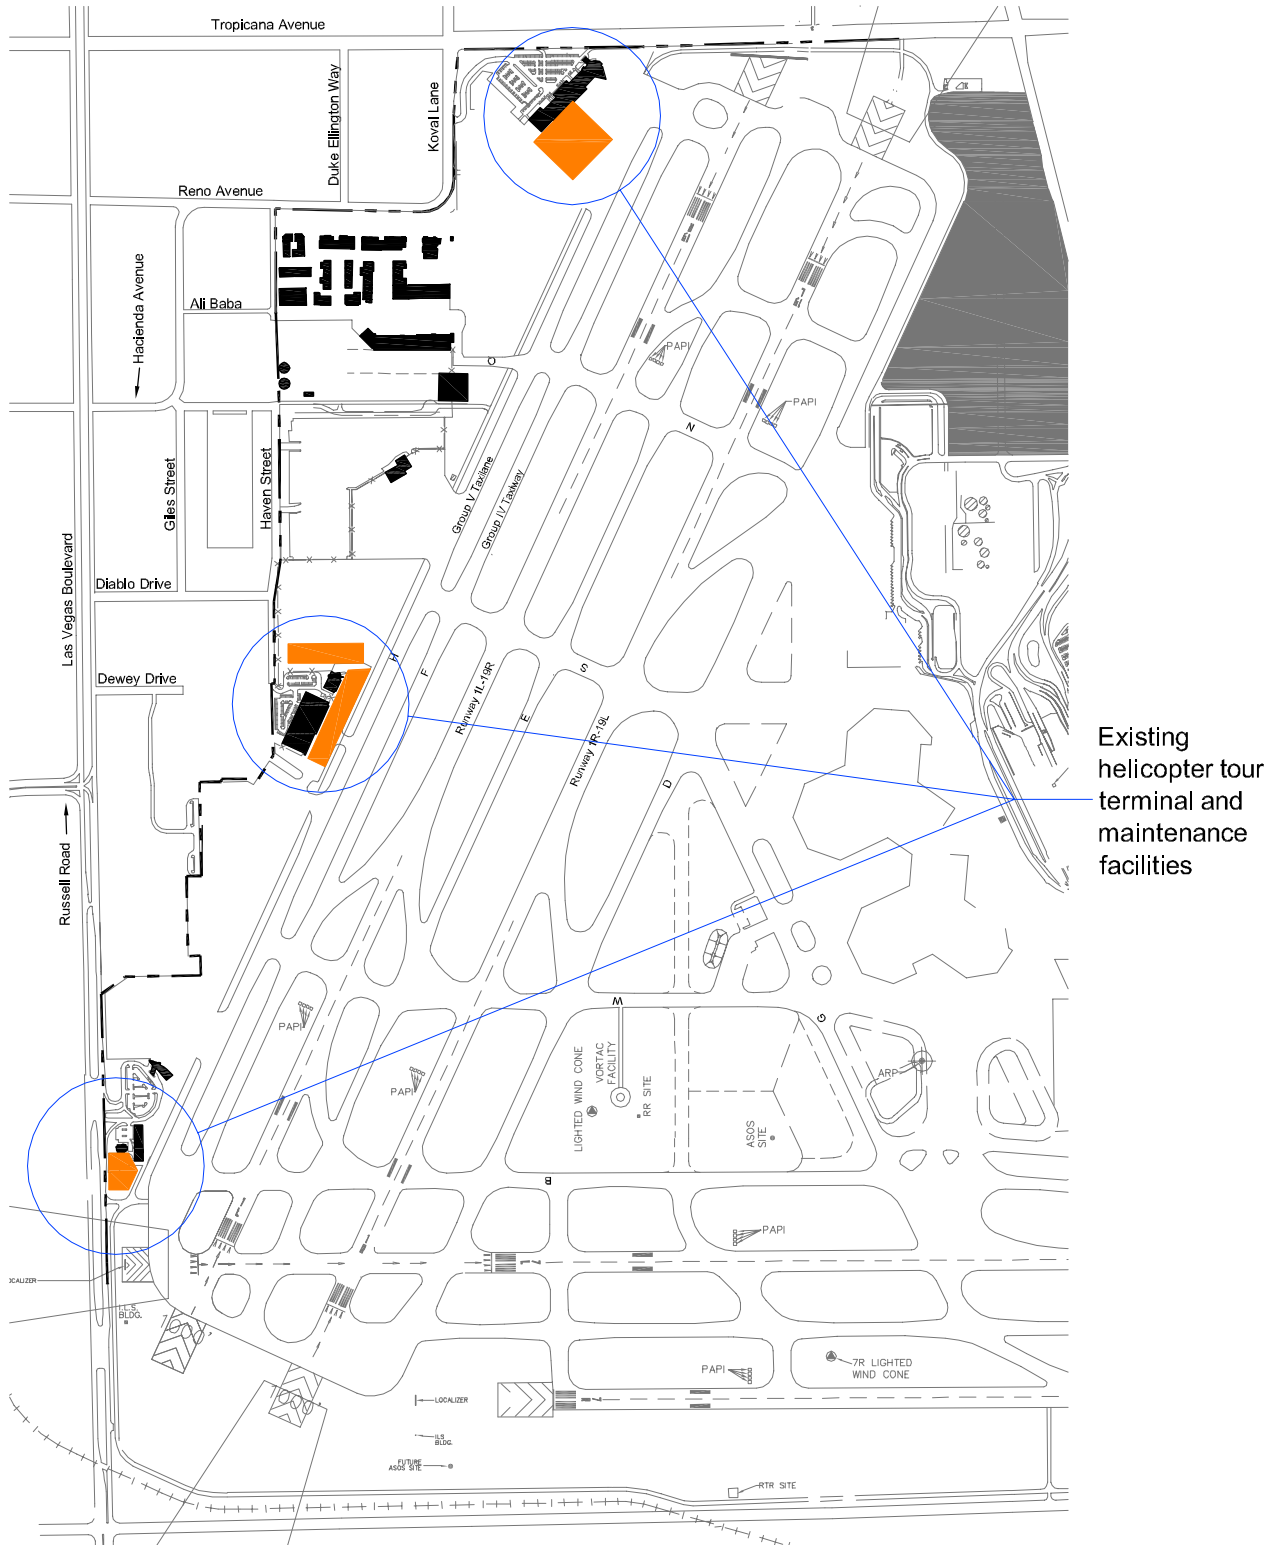 Tropicana Avenue
Duke Ellington Way
Koval Lane
Reno Avenue
Hacienda Avenue
Ali Baba
PAPI
PAPI
O
N
Giles Street
Haven Street
Group V Taxilane
Group IV Taxiway
Las Vegas Boulevard
Diablo Drive
Dewey Drive
H
F
S
E
D
Runway 1L-19R
Runway 1R-19L
Existing
helicopter tour
terminal and
maintenance
facilities
Russell Road
W
G
PAPI
PAPI
LIGHTED WIND CONE
VORTAC
FACILITY
RR SITE
ASOS
SITE
ARP
B
PAPI
LOCALIZER
I.L.S.
BLDG.
PAPI
7R LIGHTED
WIND CONE
LOCALIZER
ILS
BLDG.
FUTURE
ASOS SITE
RTR SITE